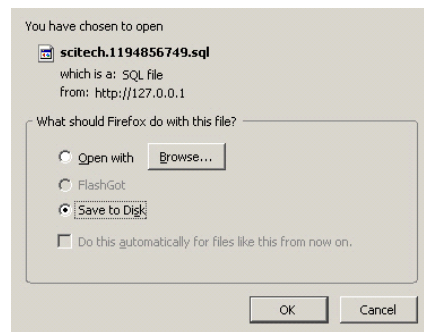 You have chosen to open
scitech.1194856749.sql
which is a: SQL file
from: http://127.0.0.1
What should Firefox do with this file?
Open with Browse...
FlashGot
Save to Disk
Do this automatically for files like this from now on.
OK Cancel